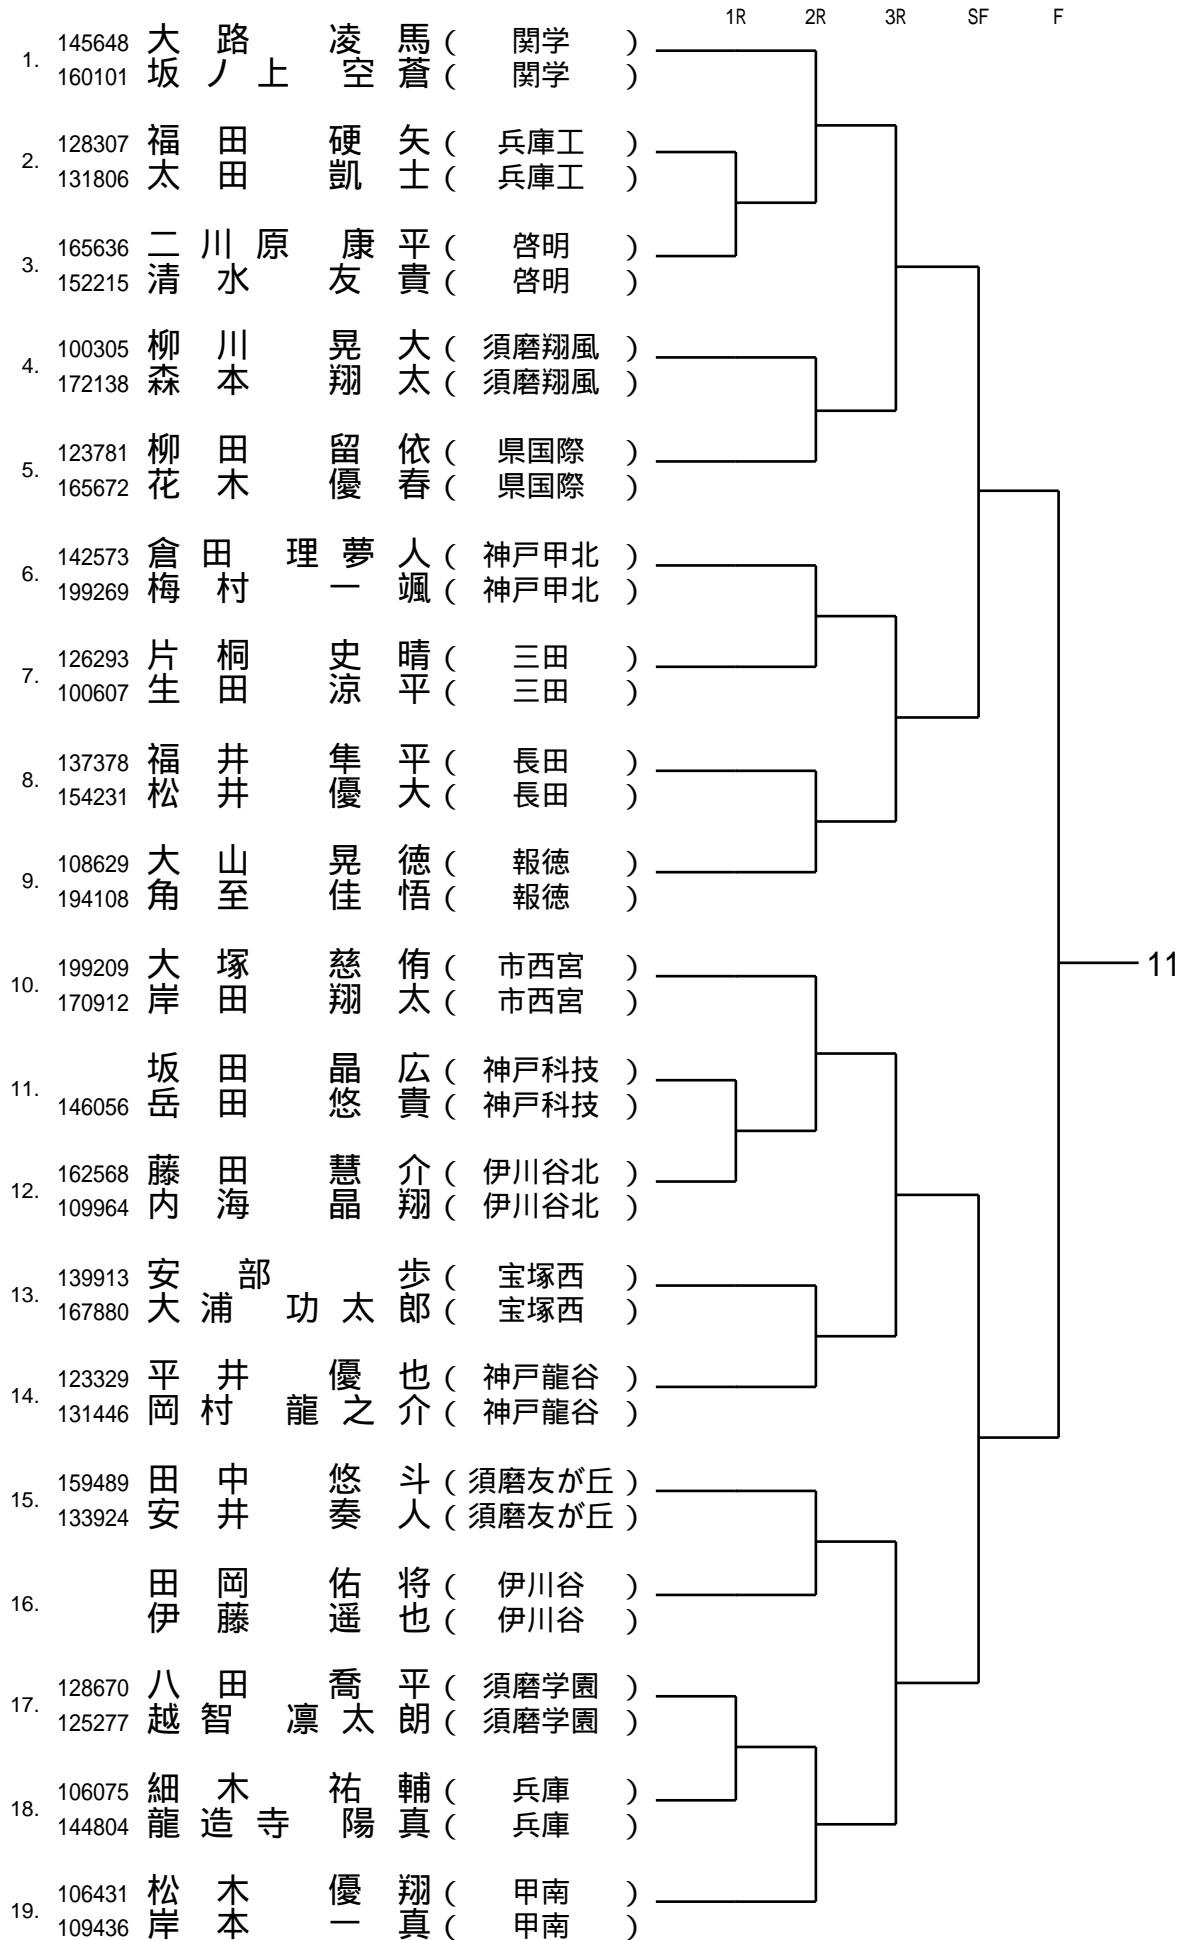 1R 2R 3R SF F
1. 145648 大路 凌馬 ( 関学 )
160101 坂ノ上 空蒼 ( 関学 )
2. 128307 福田 硬矢 ( 兵庫工 )
131806 太田 凱士 ( 兵庫工 )
3. 165636 二川原 康平 ( 啓明 )
152215 清水 友貴 ( 啓明 )
4. 100305 柳川 晃大 ( 須磨翔風 )
172138 森本 翔太 ( 須磨翔風 )
5. 123781 柳田 留依 ( 県国際 )
165672 花木 優春 ( 県国際 )
6. 142573 倉田 理夢人 ( 神戸甲北 )
199269 梅村 一颯 ( 神戸甲北 )
7. 126293 片桐 史晴 ( 三田 )
100607 生田 涼平 ( 三田 )
8. 137378 福井 隼平 ( 長田 )
154231 松井 優大 ( 長田 )
9. 108629 大山 晃徳 ( 報徳 )
194108 角至 佳悟 ( 報徳 )
10. 199209 大塚 慈侑 ( 市西宮 )
170912 岸田 翔太 ( 市西宮 )
11
11. 坂田 晶広 ( 神戸科技 )
146056 岳田 悠貴 ( 神戸科技 )
12. 162568 藤田 慧介 ( 伊川谷北 )
109964 内海 晶翔 ( 伊川谷北 )
13. 139913 安部 歩 ( 宝塚西 )
167880 大浦 功太郎 ( 宝塚西 )
14. 123329 平井 優也 ( 神戸龍谷 )
131446 岡村 龍之介 ( 神戸龍谷 )
15. 159489 田中 悠斗 ( 須磨友が丘 )
133924 安井 奏人 ( 須磨友が丘 )
16. 田岡 佑将 ( 伊川谷 )
伊藤 遥也 ( 伊川谷 )
17. 128670 八田 喬平 ( 須磨学園 )
125277 越智 凛太朗 ( 須磨学園 )
18. 106075 細木 祐輔 ( 兵庫 )
144804 龍造寺 陽真 ( 兵庫 )
19. 106431 松木 優翔 ( 甲南 )
109436 岸本 一真 ( 甲南 )